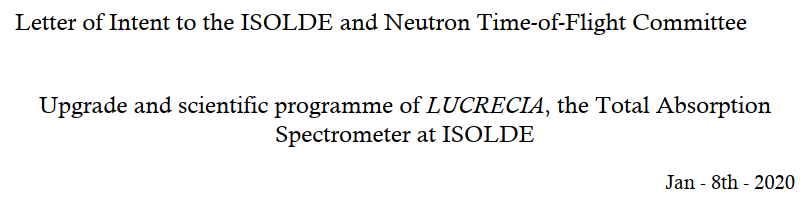 Letter of Intent to the ISOLDE and Neutron Time-of-Flight Committee
Upgrade and scientific programme of LUCRECIA, the Total Absorption
Spectrometer at ISOLDE
Jan - 8th - 2020